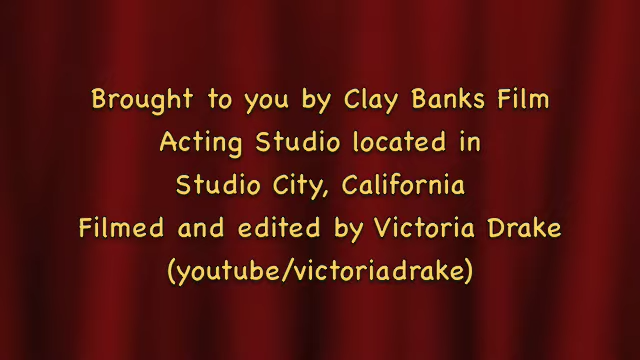 Brought to you by Clay Banks Film
Acting Studio located in
Studio City, California
Filmed and edited by Victoria Drake
(youtube/victoriadrake)